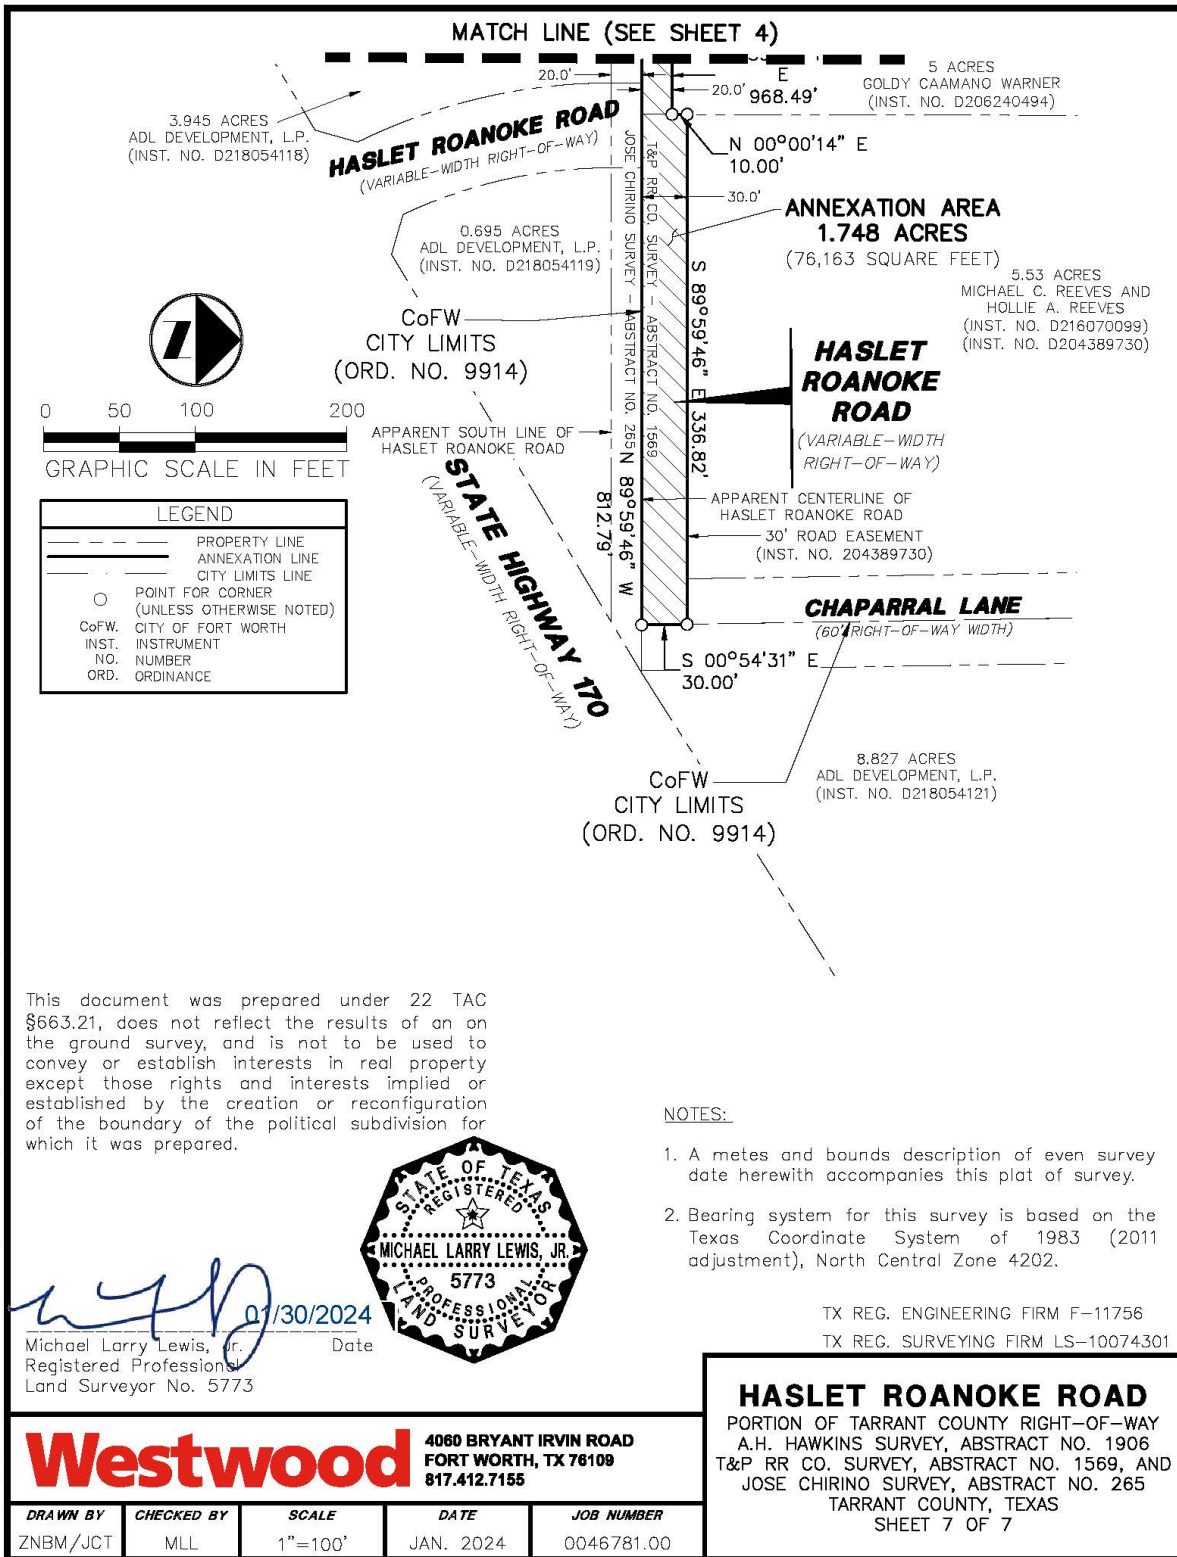 MATCH LINE (SEE SHEET 4)
20.0'
E
20.0'
968.49'
5 ACRES
GOLDY CAAMANO WARNER
(INST. NO. D206240494)
3.945 ACRES
ADL DEVELOPMENT, L.P.
(INST. NO. D218054118)
HASLET ROANOKE ROAD
(VARIABLE-WIDTH RIGHT-OF-WAY)
N 00°00'14" E
10.00'
30.0'
ANNEXATION AREA
1.748 ACRES
(76,163 SQUARE FEET)
0.695 ACRES
ADL DEVELOPMENT, L.P.
(INST. NO. D218054119)
JOSE CHIRINO SURVEY - ABSTRACT NO. 265
T&P RR CO. SURVEY - ABSTRACT NO. 1569
S 89°59'46" E 336.82'
5.53 ACRES
MICHAEL C. REEVES AND
HOLLIE A. REEVES
(INST. NO. D216070099)
(INST. NO. D204389730)
CoFW
CITY LIMITS
(ORD. NO. 9914)
Z
HASLET
ROANOKE
ROAD
(VARIABLE-WIDTH
RIGHT-OF-WAY)
0 50 100 200
GRAPHIC SCALE IN FEET
APPARENT SOUTH LINE OF
HASLET ROANOKE ROAD
STATE HIGHWAY 170
(VARIABLE-WIDTH RIGHT-OF-WAY)
N 89°59'46" W
812.79'
APPARENT CENTERLINE OF
HASLET ROANOKE ROAD
30' ROAD EASEMENT
(INST. NO. 204389730)
LEGEND
PROPERTY LINE
ANNEXATION LINE
CITY LIMITS LINE
POINT FOR CORNER
(UNLESS OTHERWISE NOTED)
CoFW. CITY OF FORT WORTH
INST. INSTRUMENT
NO. NUMBER
ORD. ORDINANCE
CHAPARRAL LANE
(60' RIGHT-OF-WAY WIDTH)
S 00°54'31" E
30.00'
8.827 ACRES
ADL DEVELOPMENT, L.P.
(INST. NO. D218054121)
CoFW
CITY LIMITS
(ORD. NO. 9914)
This document was prepared under 22 TAC
§663.21, does not reflect the results of an on
the ground survey, and is not to be used to
convey or establish interests in real property
except those rights and interests implied or
established by the creation or reconfiguration
of the boundary of the political subdivision for
which it was prepared.
NOTES:
1. A metes and bounds description of even survey
date herewith accompanies this plat of survey.
2. Bearing system for this survey is based on the
Texas Coordinate System of 1983 (2011
adjustment), North Central Zone 4202.
STATE OF TEXAS
REGISTERED
MICHAEL LARRY LEWIS, JR.
5773
PROFESSIONAL
LAND SURVEYOR
01/30/2024
Michael Larry Lewis, Jr. Date
Registered Professional
Land Surveyor No. 5773
TX REG. ENGINEERING FIRM F-11756
TX REG. SURVEYING FIRM LS-10074301
Westwood
4060 BRYANT IRVIN ROAD
FORT WORTH, TX 76109
817.412.7155
DRAWN BY CHECKED BY SCALE DATE JOB NUMBER
ZNBM/JCT MLL 1"=100' JAN. 2024 0046781.00
HASLET ROANOKE ROAD
PORTION OF TARRANT COUNTY RIGHT-OF-WAY
A.H. HAWKINS SURVEY, ABSTRACT NO. 1906
T&P RR CO. SURVEY, ABSTRACT NO. 1569, AND
JOSE CHIRINO SURVEY, ABSTRACT NO. 265
TARRANT COUNTY, TEXAS
SHEET 7 OF 7